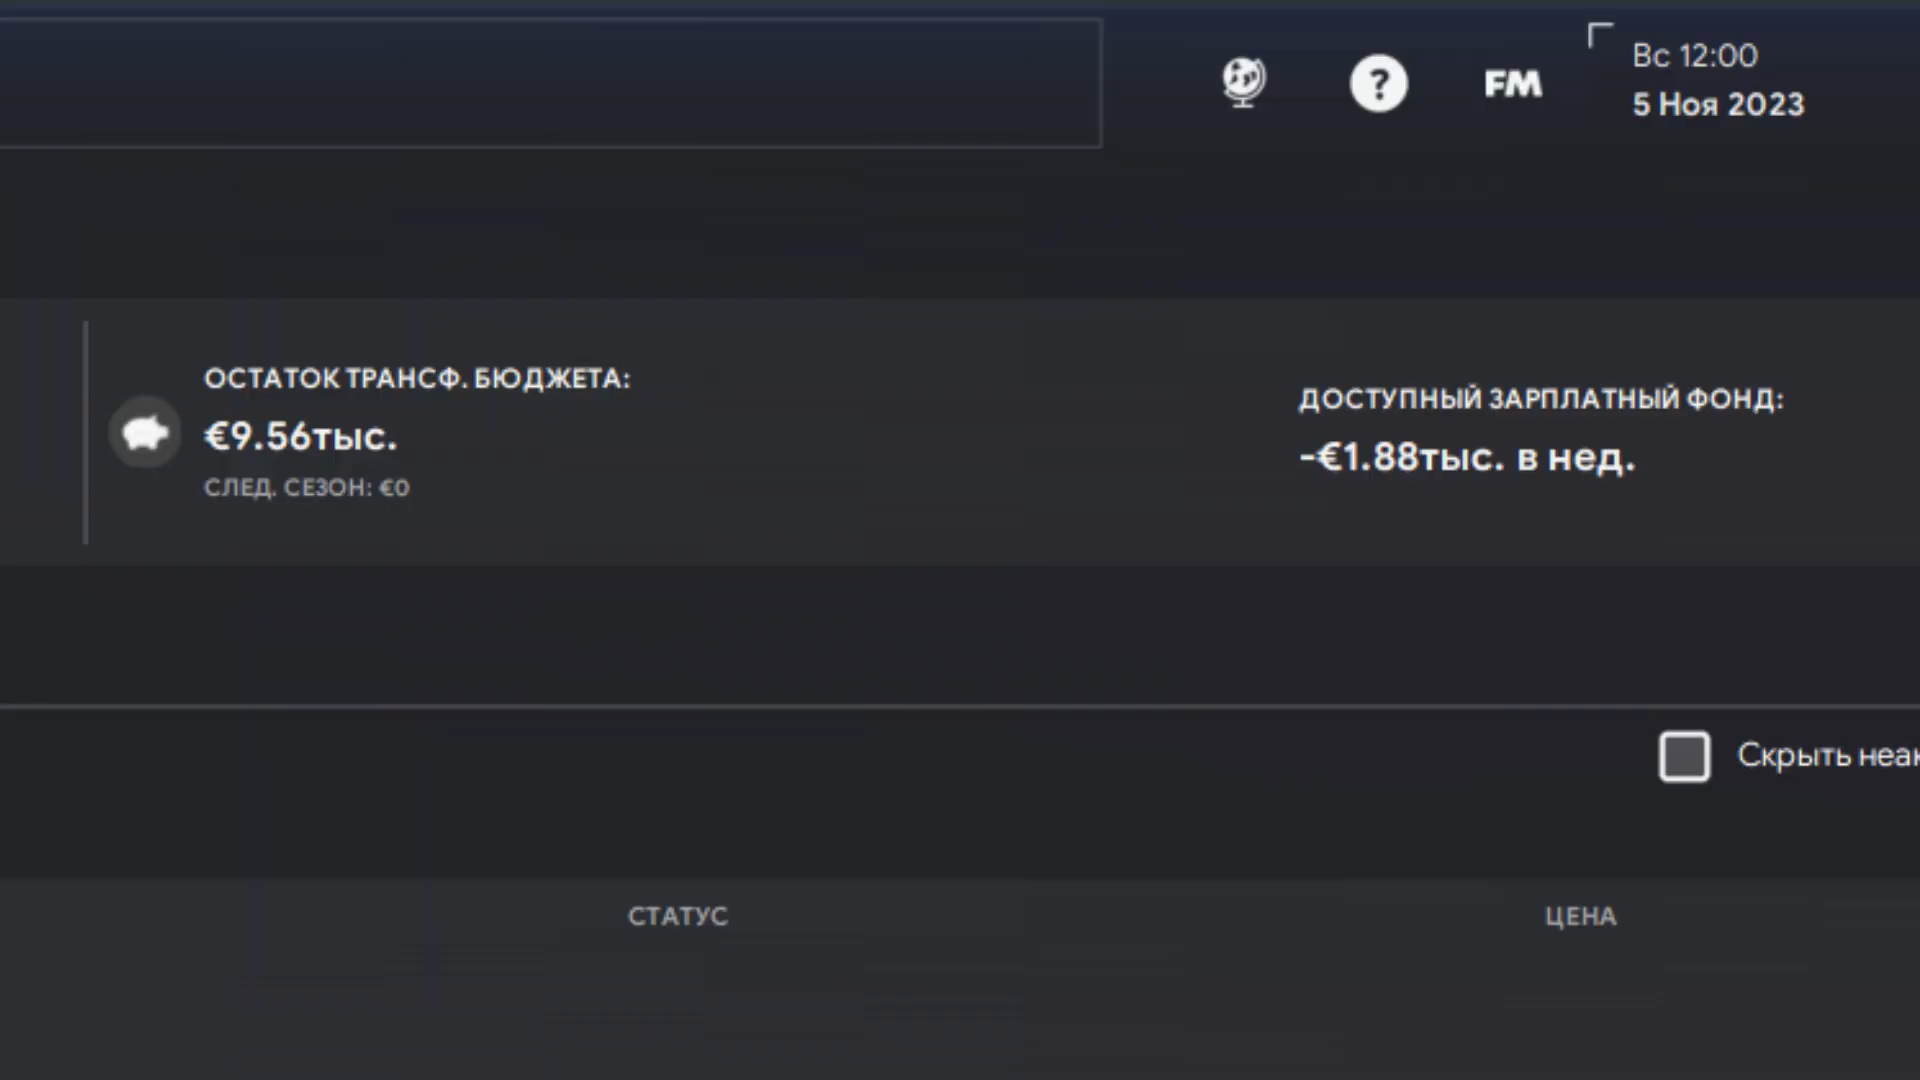 Вс 12:00
? FM
5 Ноя 2023
ОСТАТОК ТРАНСФ. БЮДЖЕТА:
€9.56тыс.
СЛЕД. СЕЗОН: €0
ДОСТУПНЫЙ ЗАРПЛАТНЫЙ ФОНД:
-€1.88тыс. в нед.
Скрыть
СТАТУС
ЦЕНА